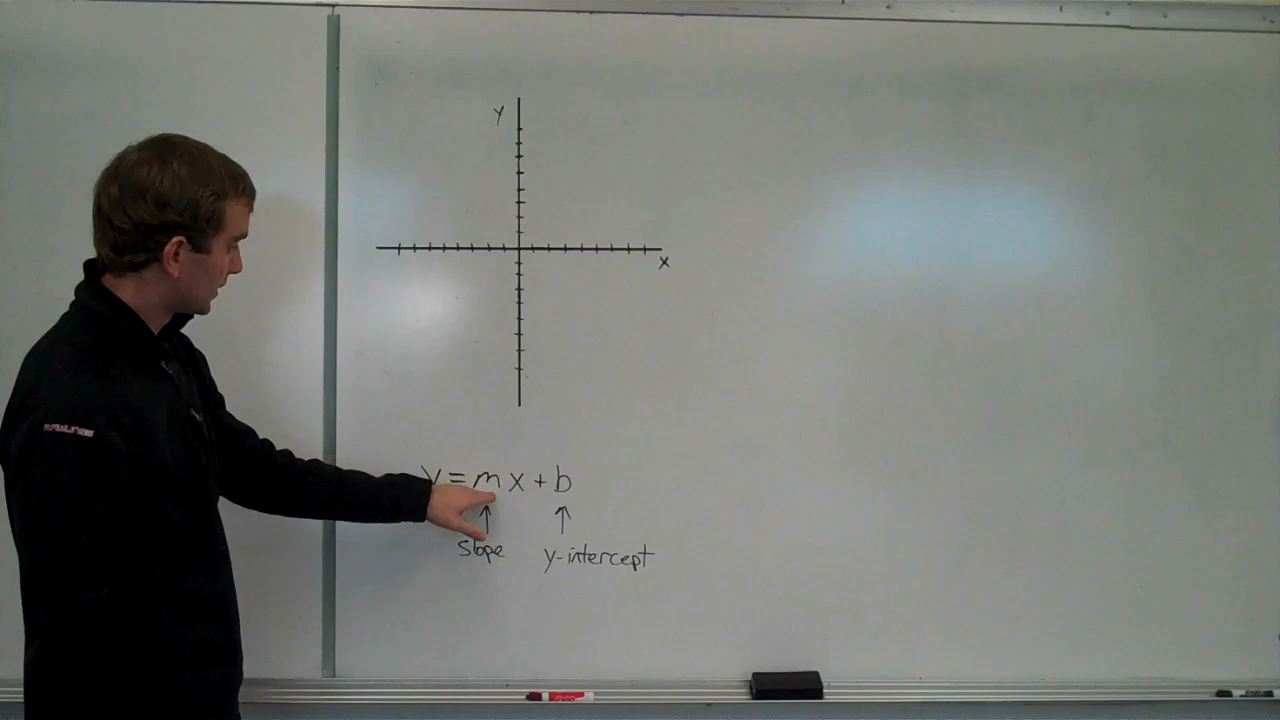 y
x
y = mx + b
↑ ↑
slope y-intercept